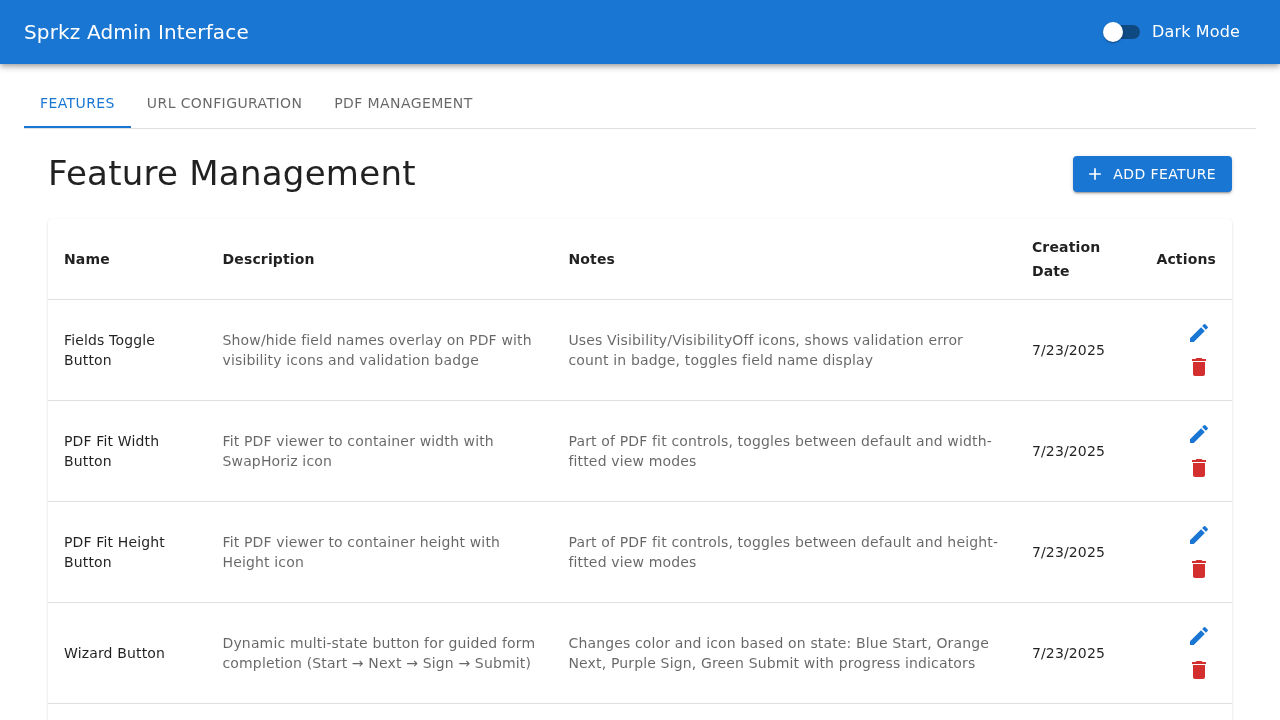 Sprkz Admin Interface
Dark Mode
FEATURES
URL CONFIGURATION
PDF MANAGEMENT
Feature Management
ADD FEATURE
Name
Description
Notes
Creation
Date
Actions
Fields Toggle
Button
Show/hide field names overlay on PDF with
visibility icons and validation badge
Uses Visibility/VisibilityOff icons, shows validation error
count in badge, toggles field name display
7/23/2025
PDF Fit Width
Button
Fit PDF viewer to container width with
SwapHoriz icon
Part of PDF fit controls, toggles between default and width-
fitted view modes
7/23/2025
PDF Fit Height
Button
Fit PDF viewer to container height with
Height icon
Part of PDF fit controls, toggles between default and height-
fitted view modes
7/23/2025
Wizard Button
Dynamic multi-state button for guided form
completion (Start → Next → Sign → Submit)
Changes color and icon based on state: Blue Start, Orange
Next, Purple Sign, Green Submit with progress indicators
7/23/2025